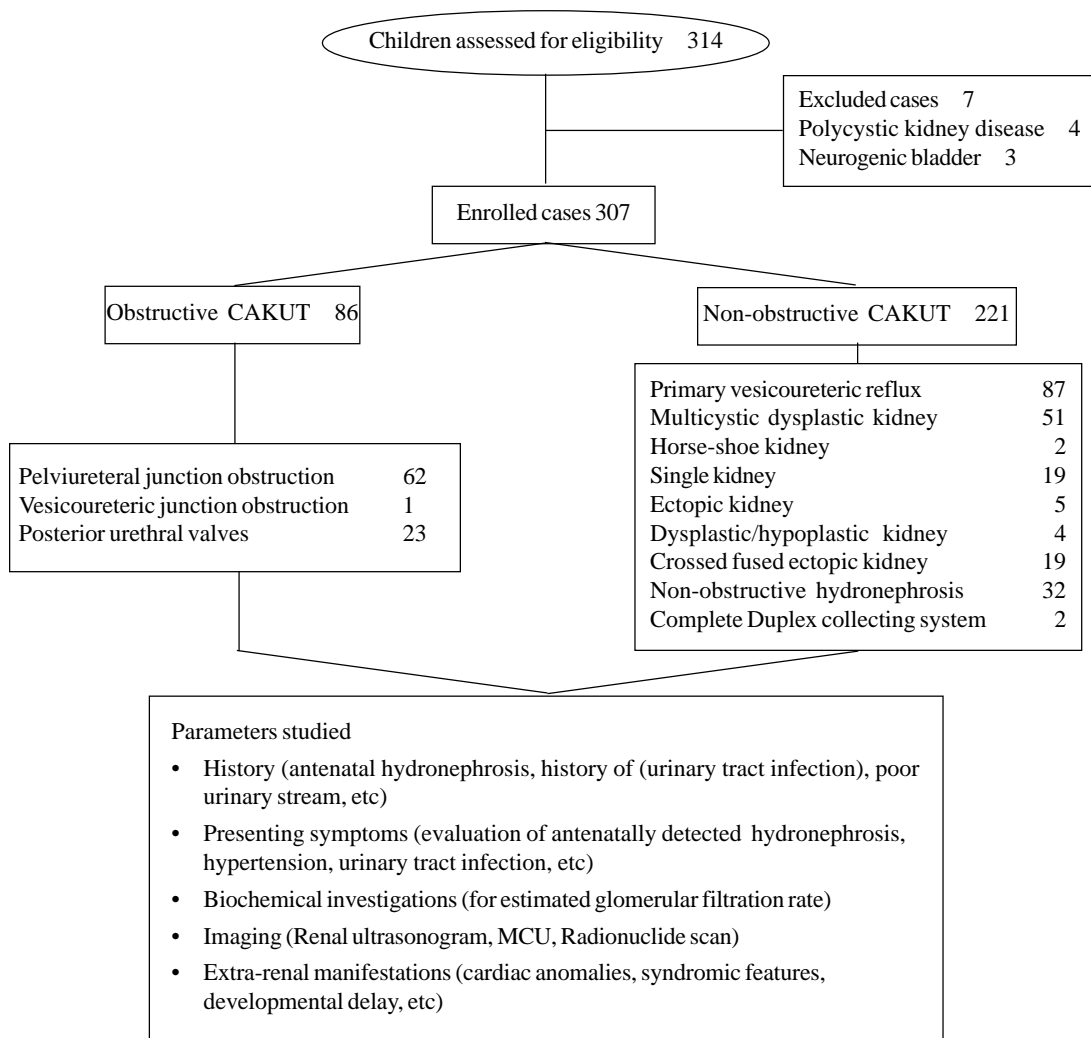 Children assessed for eligibility 314
Excluded cases 7
Polycystic kidney disease 4
Neurogenic bladder 3
Enrolled cases 307
Obstructive CAKUT 86
Non-obstructive CAKUT 221
Pelviureteral junction obstruction 62
Vesicoureteric junction obstruction 1
Posterior urethral valves 23
Primary vesicoureteric reflux 87
Multicystic dysplastic kidney 51
Horse-shoe kidney 2
Single kidney 19
Ectopic kidney 5
Dysplastic/hypoplastic kidney 4
Crossed fused ectopic kidney 19
Non-obstructive hydronephrosis 32
Complete Duplex collecting system 2
Parameters studied
• History (antenatal hydronephrosis, history of (urinary tract infection), poor
urinary stream, etc)
• Presenting symptoms (evaluation of antenatally detected hydronephrosis,
hypertension, urinary tract infection, etc)
• Biochemical investigations (for estimated glomerular filtration rate)
• Imaging (Renal ultrasonogram, MCU, Radionuclide scan)
• Extra-renal manifestations (cardiac anomalies, syndromic features,
developmental delay, etc)